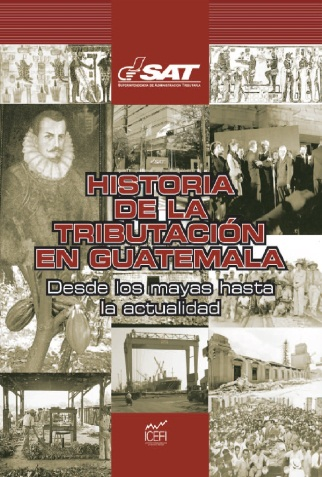 SAT
SUPERINTENDENCIA DE ADMINISTRACIÓN TRIBUTARIA
HISTORIA
DE LA
TRIBUTACIÓN
EN GUATEMALA
Desde los mayas hasta
la actualidad
ICEFI